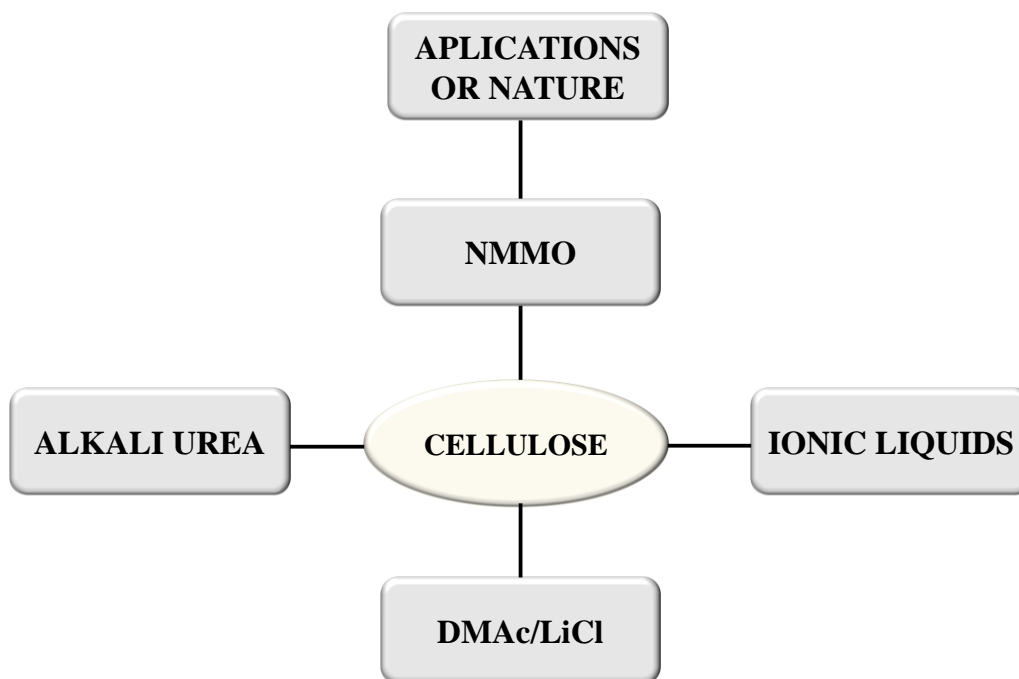 APLICATIONS
OR NATURE
NMMO
ALKALI UREA
CELLULOSE
IONIC LIQUIDS
DMAc/LiCl